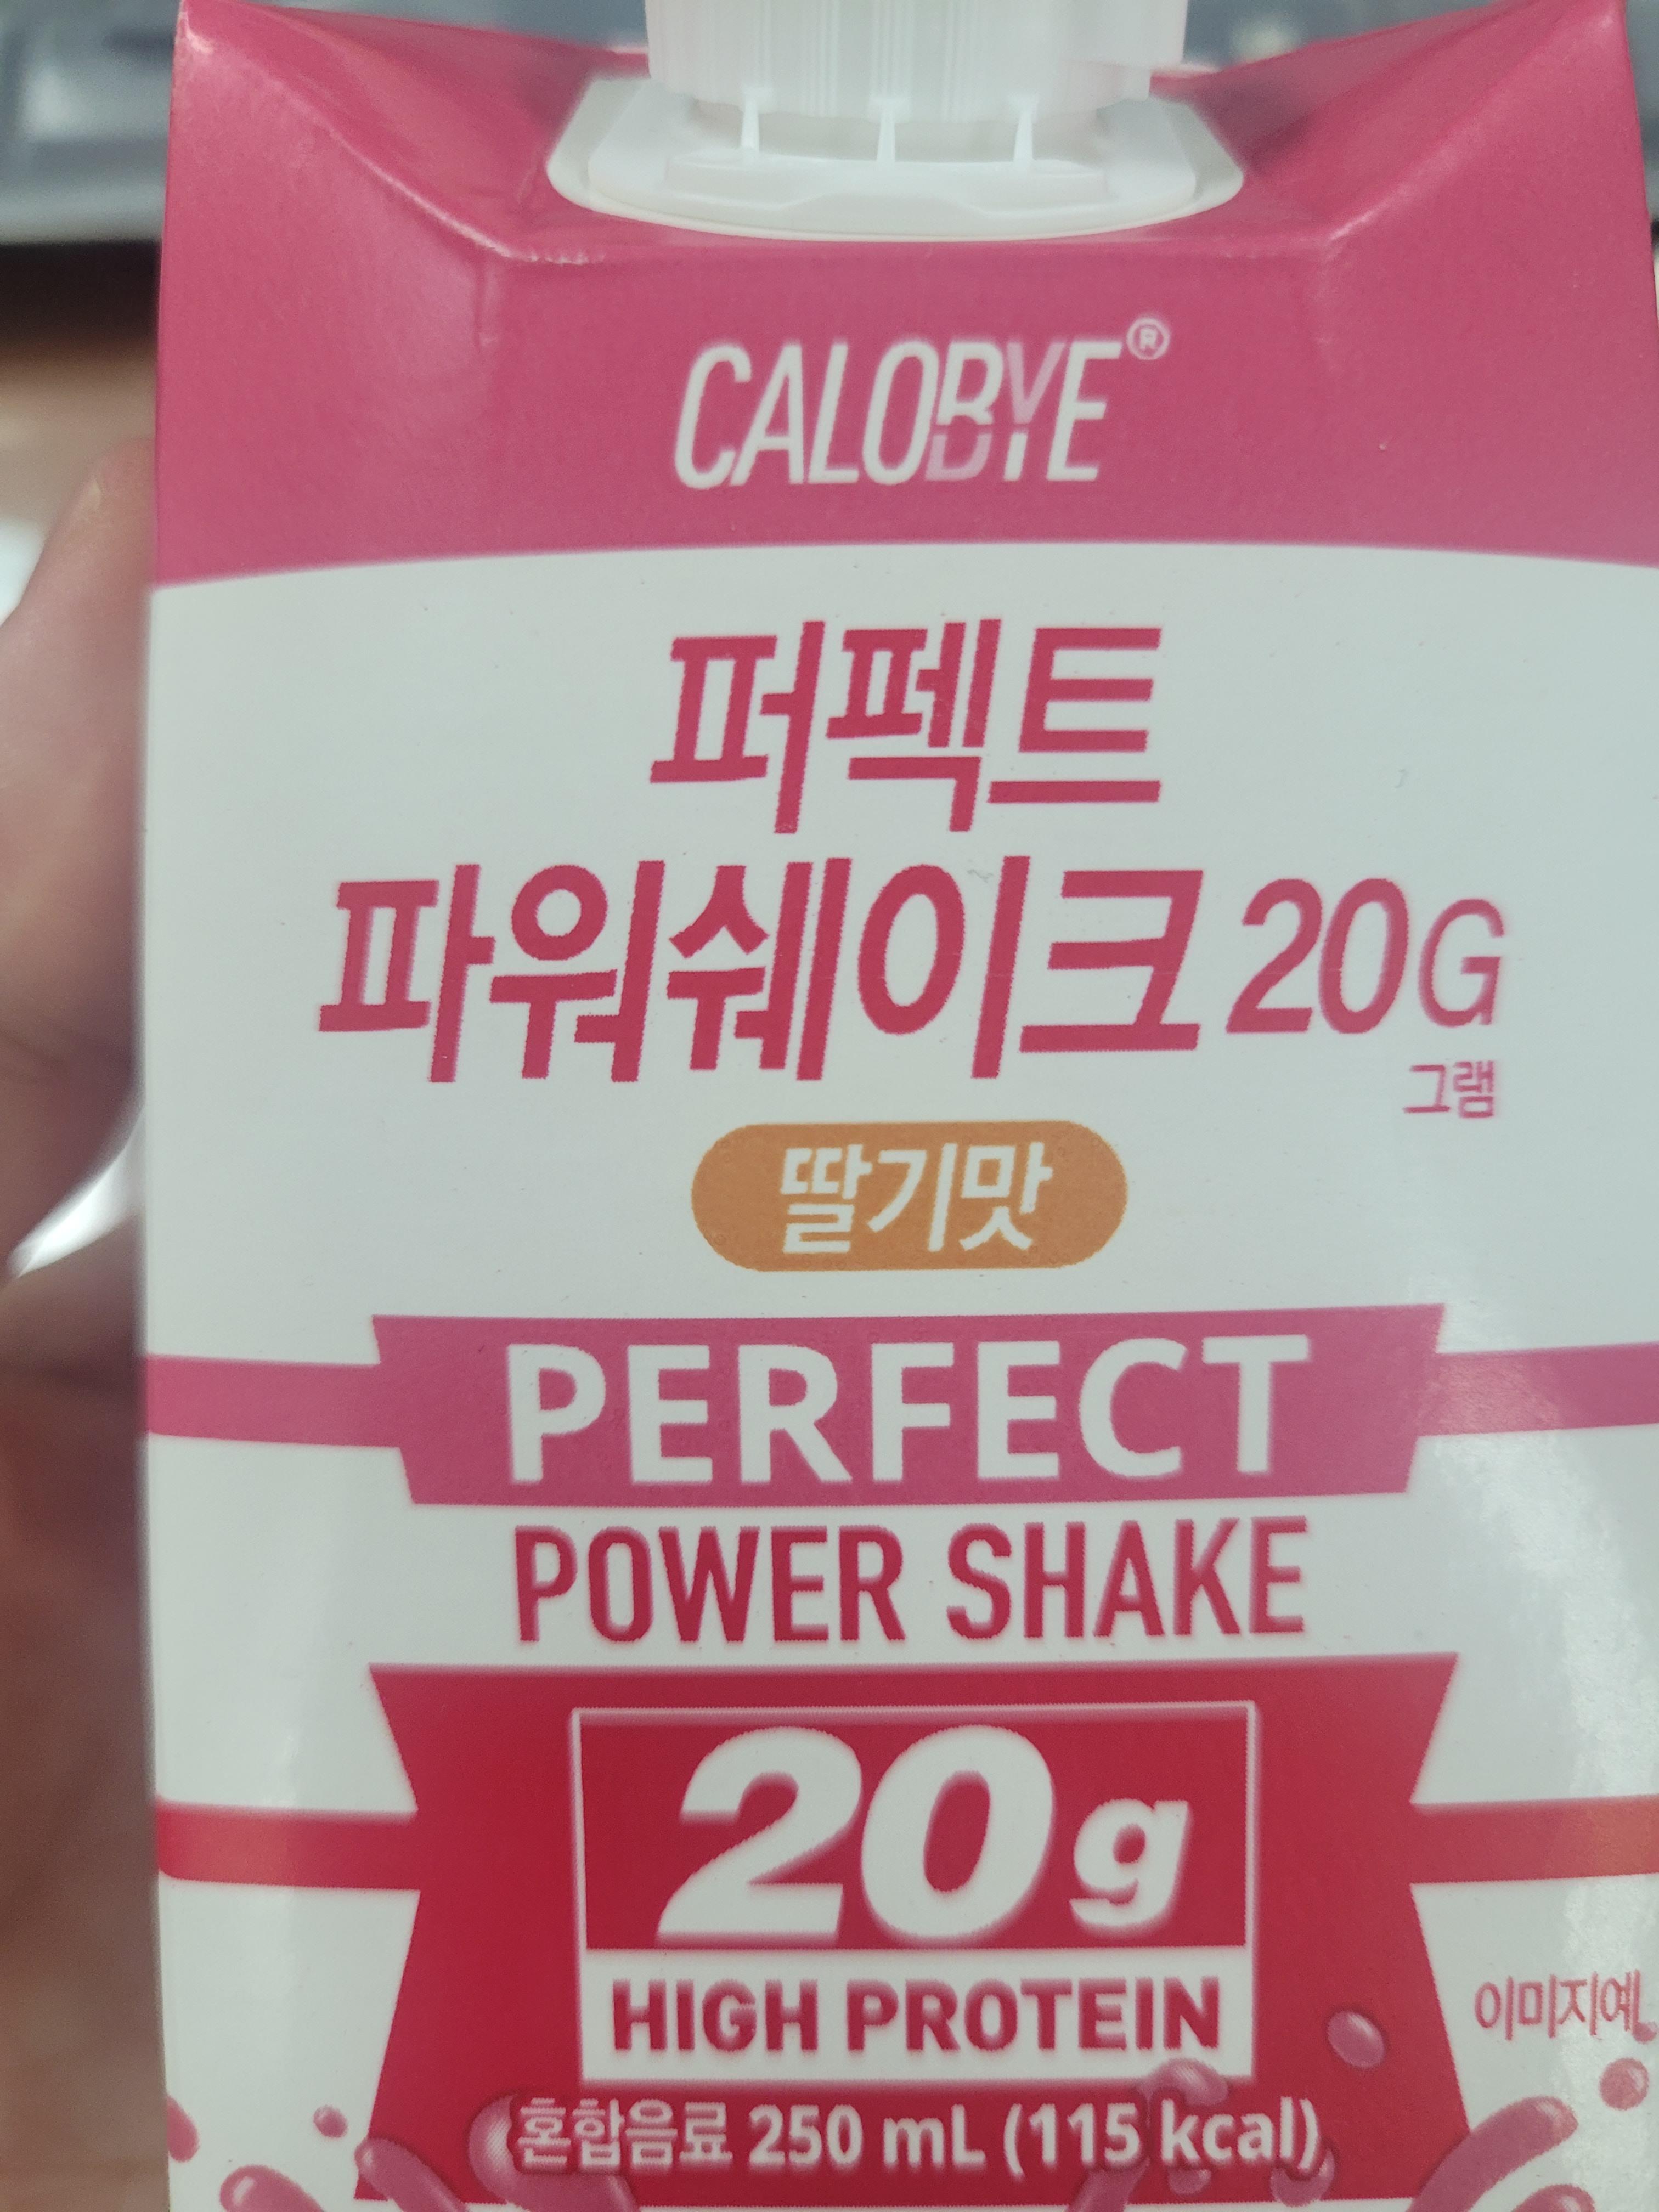 CALOBYE®
퍼펙트
파워쉐이크 20G
그램
딸기맛
PERFECT
POWER SHAKE
20g
HIGH PROTEIN
이미지예
혼합음료 250 mL (115 kcal)